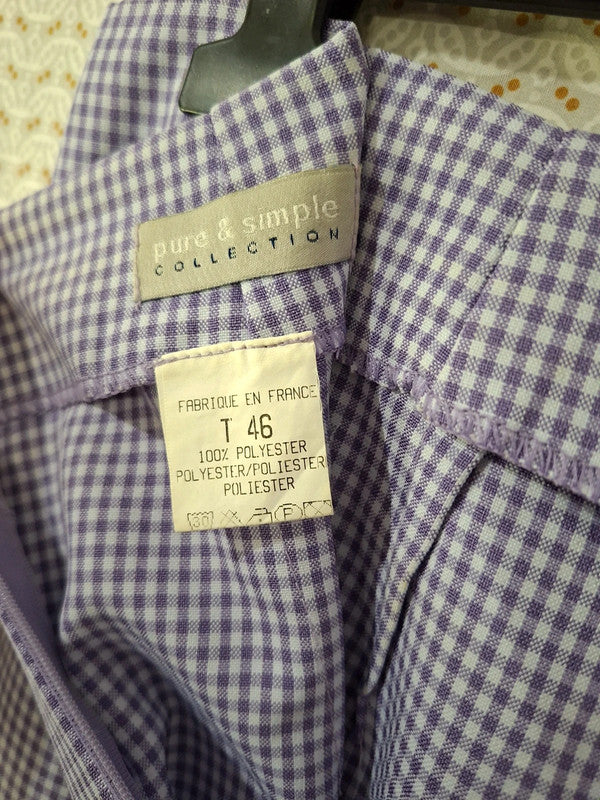 pure & simple
COLLECTION
FABRIQUE EN FRANCE
T 46
100% POLYESTER
POLYESTER/POLIESTER
POLIESTER
30 P